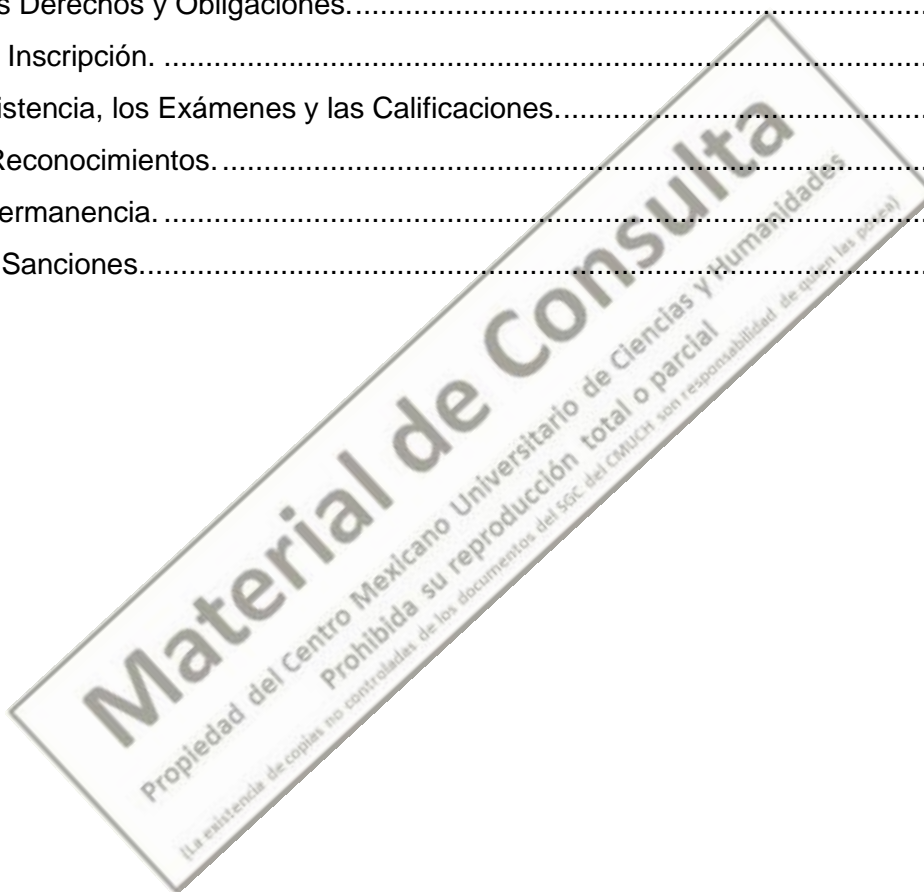 s Derechos y Obligaciones.
Inscripción.
istencia, los Exámenes y las Calificaciones.
Reconocimientos.
ermanencia.
Sanciones.
Material de Consulta
Propiedad del Centro Mexicano Universitario de Ciencias y Humanidades
Prohibida su reproducción total o parcial
(La existencia de copias no controladas de los documentos del SGC del CMUCH son responsabilidad de quien las posea)